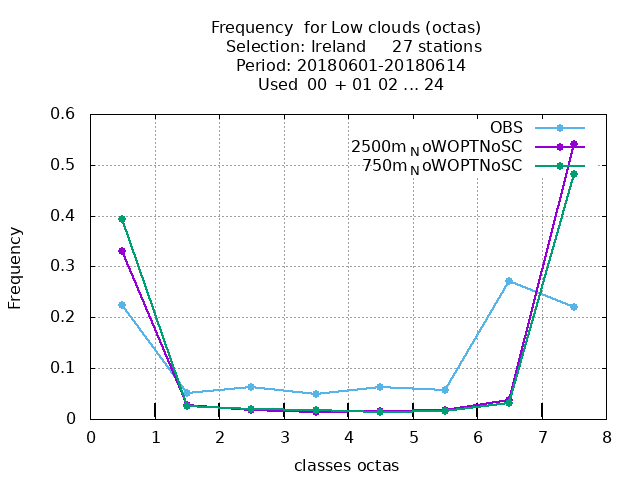 Frequency for Low clouds (octas)
Selection: Ireland 27 stations
Period: 20180601-20180614
Used 00 + 01 02 ... 24
OBS
2500m_NoWOPTNoSC
750m_NoWOPTNoSC
0.6
0.5
0.4
0.3
0.2
0.1
0
Frequency
0 1 2 3 4 5 6 7 8
classes octas